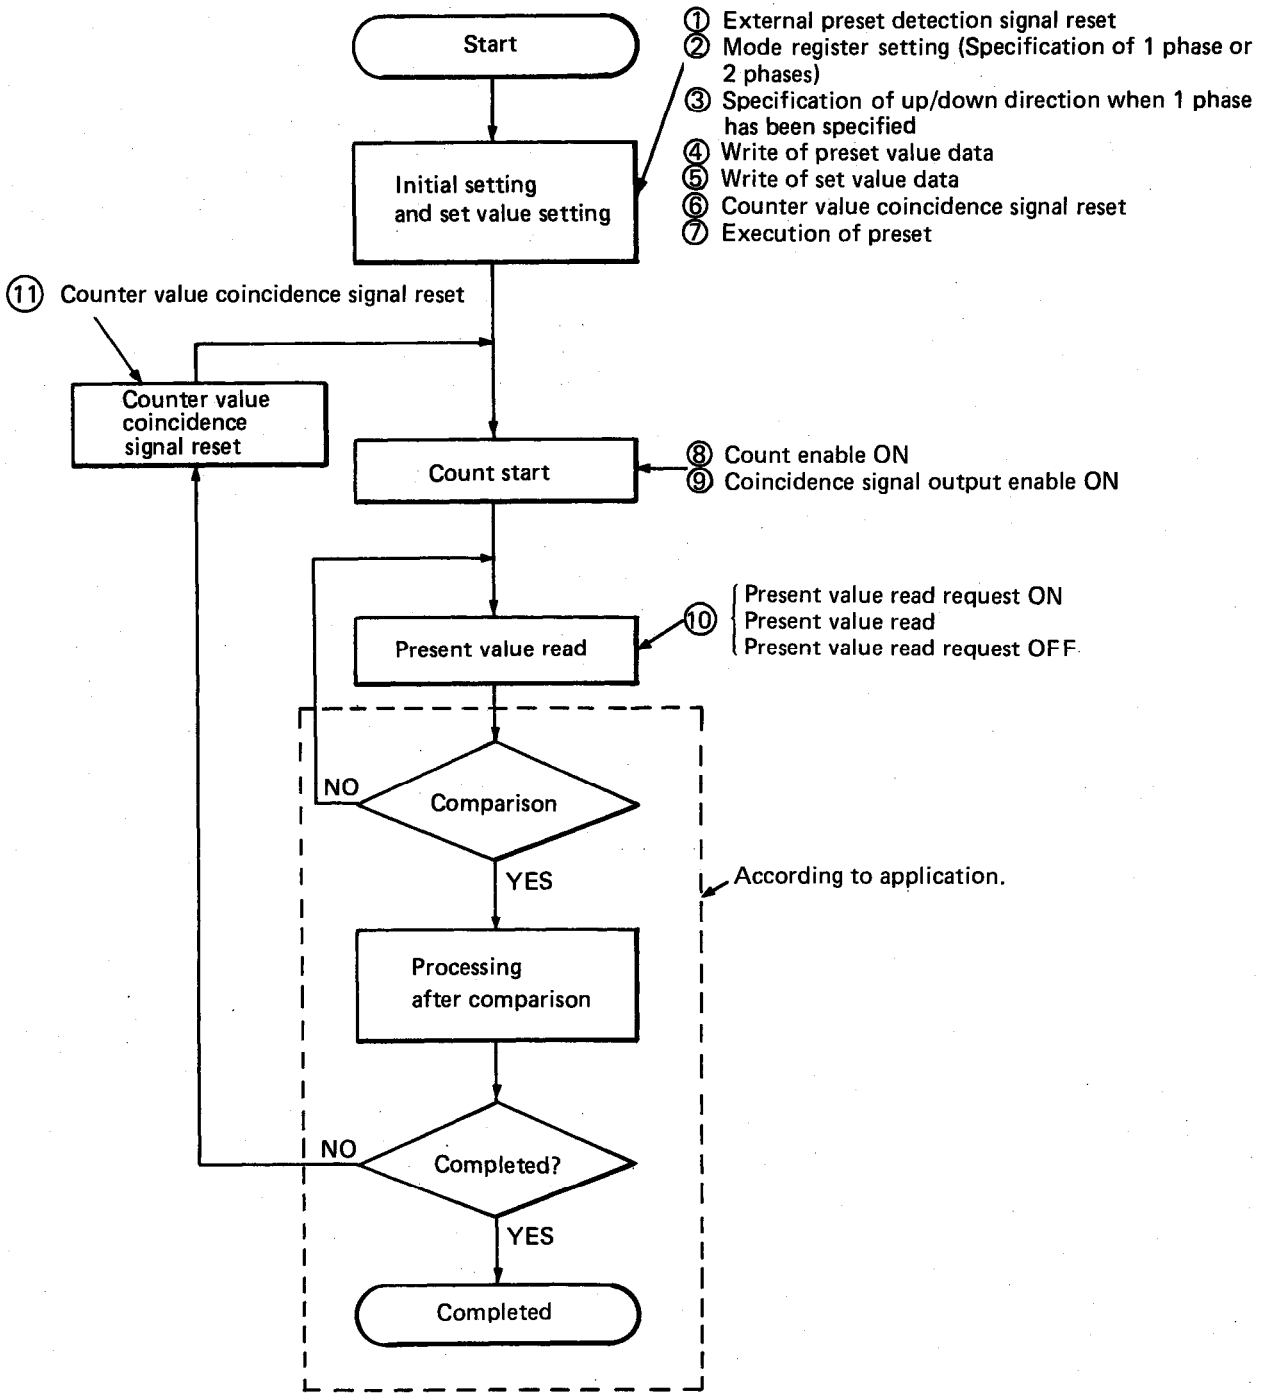 Start
① External preset detection signal reset
② Mode register setting (Specification of 1 phase or
2 phases)
③ Specification of up/down direction when 1 phase
has been specified
④ Write of preset value data
⑤ Write of set value data
⑥ Counter value coincidence signal reset
⑦ Execution of preset
Initial setting
and set value setting
⑪ Counter value coincidence signal reset
Counter value
coincidence
signal reset
Count start
⑧ Count enable ON
⑨ Coincidence signal output enable ON
Present value read
⑩ Present value read request ON
Present value read
Present value read request OFF
Comparison
NO
YES
According to application.
Processing
after comparison
Completed?
NO
YES
Completed